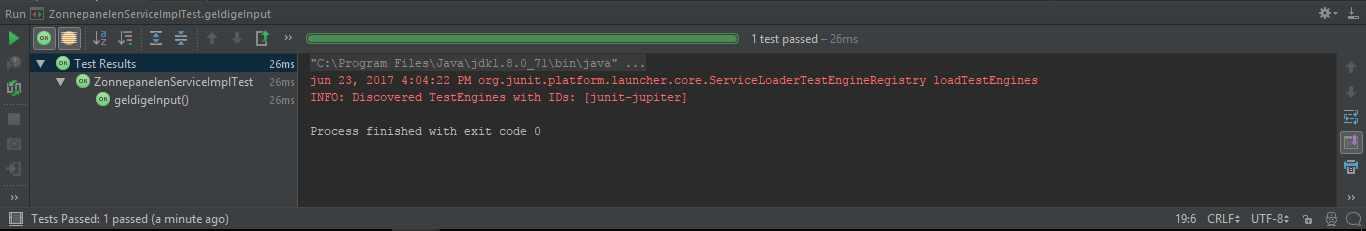 Run ZonnepanelenServiceImplTest.geldigeInput
1 test passed – 26ms
Test Results 26ms
ZonnepanelenServiceImplTest 26ms
geldigeInput() 26ms
"C:\Program Files\Java\jdk1.8.0_71\bin\java" ...
jun 23, 2017 4:04:22 PM org.junit.platform.launcher.core.ServiceLoaderTestEngineRegistry loadTestEngines
INFO: Discovered TestEngines with IDs: [junit-jupiter]
Process finished with exit code 0
Tests Passed: 1 passed (a minute ago) 19:6 CRLF UTF-8